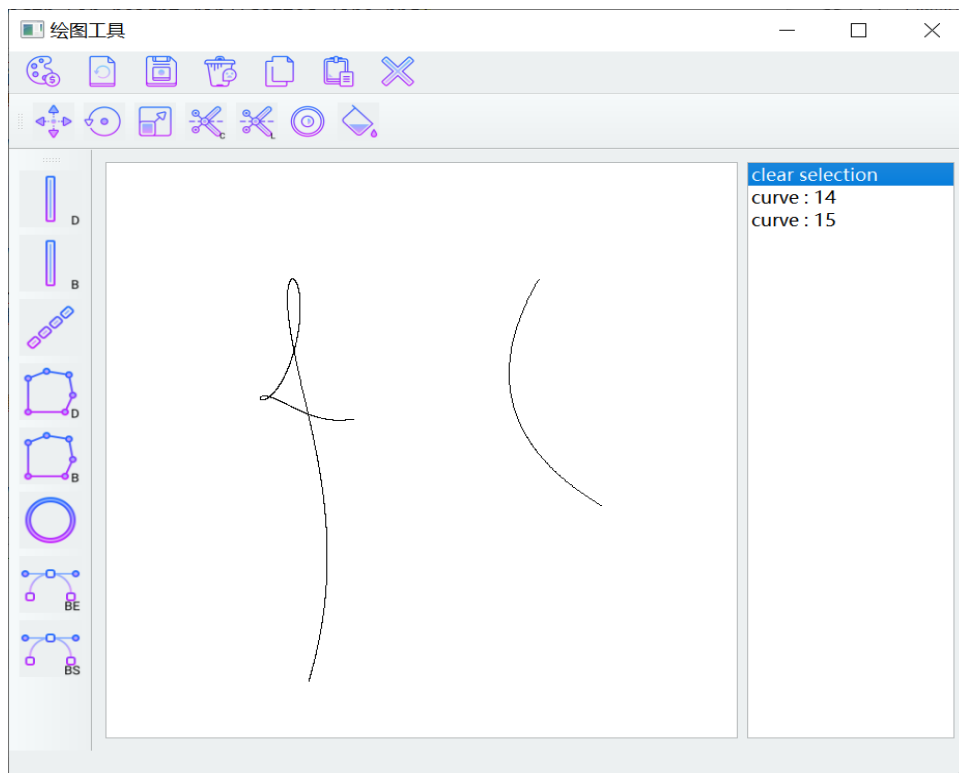 绘图工具
$
C
L
clear selection
curve : 14
curve : 15
D
B
D
B
BE
BS